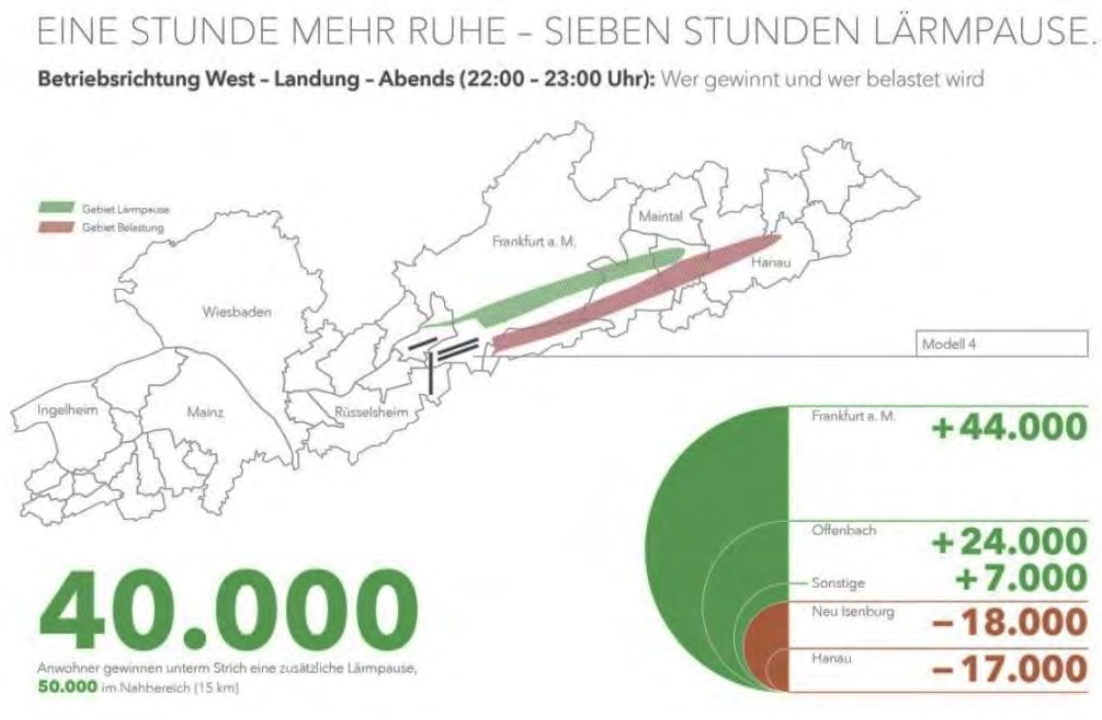 EINE STUNDE MEHR RUHE – SIEBEN STUNDEN LÄRMPAUSE.
Betriebsrichtung West – Landung – Abends (22:00 – 23:00 Uhr): Wer gewinnt und wer belastet wird
Gebiet Lärmpause
Gebiet Belastung
Maintal
Frankfurt a. M.
Hanau
Wiesbaden
Modell 4
Ingelheim
Mainz
Rüsselsheim
Frankfurt a. M.
+44.000
Offenbach
+24.000
Sonstige
+7.000
Neu Isenburg
–18.000
Hanau
–17.000
40.000
Anwohner gewinnen unterm Strich eine zusätzliche Lärmpause,
50.000 im Nahbereich (15 km)